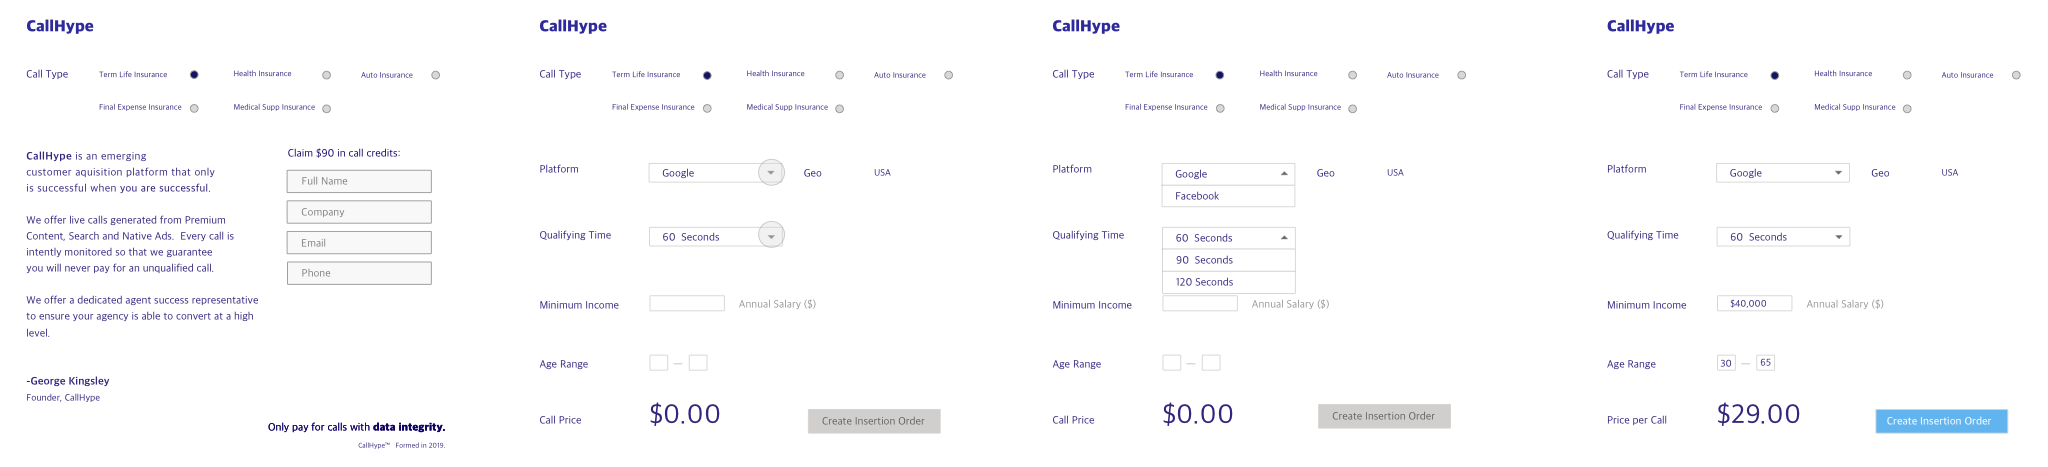 CallHype
Call Type
Term Life Insurance
Health Insurance
Auto Insurance
Final Expense Insurance
Medical Supp Insurance
CallHype is an emerging
customer aquisition platform that only
is successful when you are successful.
We offer live calls generated from Premium
Content, Search and Native Ads. Every call is
intently monitored so that we guarantee
you will never pay for an unqualified call.
We offer a dedicated agent success representative
to ensure your agency is able to convert at a high
level.
-George Kingsley
Founder, CallHype
Claim $90 in call credits:
Full Name
Company
Email
Phone
Only pay for calls with data integrity.
CallHype™ Formed in 2019.
CallHype
Call Type
Term Life Insurance
Health Insurance
Auto Insurance
Final Expense Insurance
Medical Supp Insurance
Platform
Google
Geo
USA
Qualifying Time
60 Seconds
Minimum Income
Annual Salary ($)
Age Range
—
Call Price
$0.00
Create Insertion Order
CallHype
Call Type
Term Life Insurance
Health Insurance
Auto Insurance
Final Expense Insurance
Medical Supp Insurance
Platform
Google
Facebook
Geo
USA
Qualifying Time
60 Seconds
90 Seconds
120 Seconds
Minimum Income
Annual Salary ($)
Age Range
—
Call Price
$0.00
Create Insertion Order
CallHype
Call Type
Term Life Insurance
Health Insurance
Auto Insurance
Final Expense Insurance
Medical Supp Insurance
Platform
Google
Geo
USA
Qualifying Time
60 Seconds
Minimum Income
$40,000
Annual Salary ($)
Age Range
30 — 65
Price per Call
$29.00
Create Insertion Order